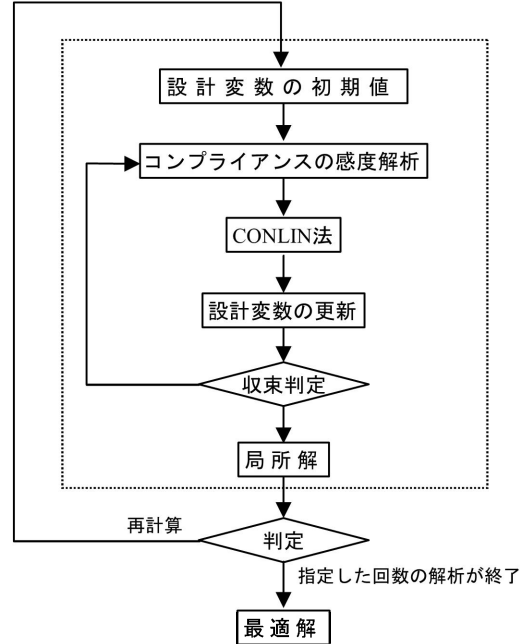 設計変数の初期値
コンプライアンスの感度解析
CONLIN法
設計変数の更新
収束判定
局所解
再計算
判定
指定した回数の解析が終了
最適解